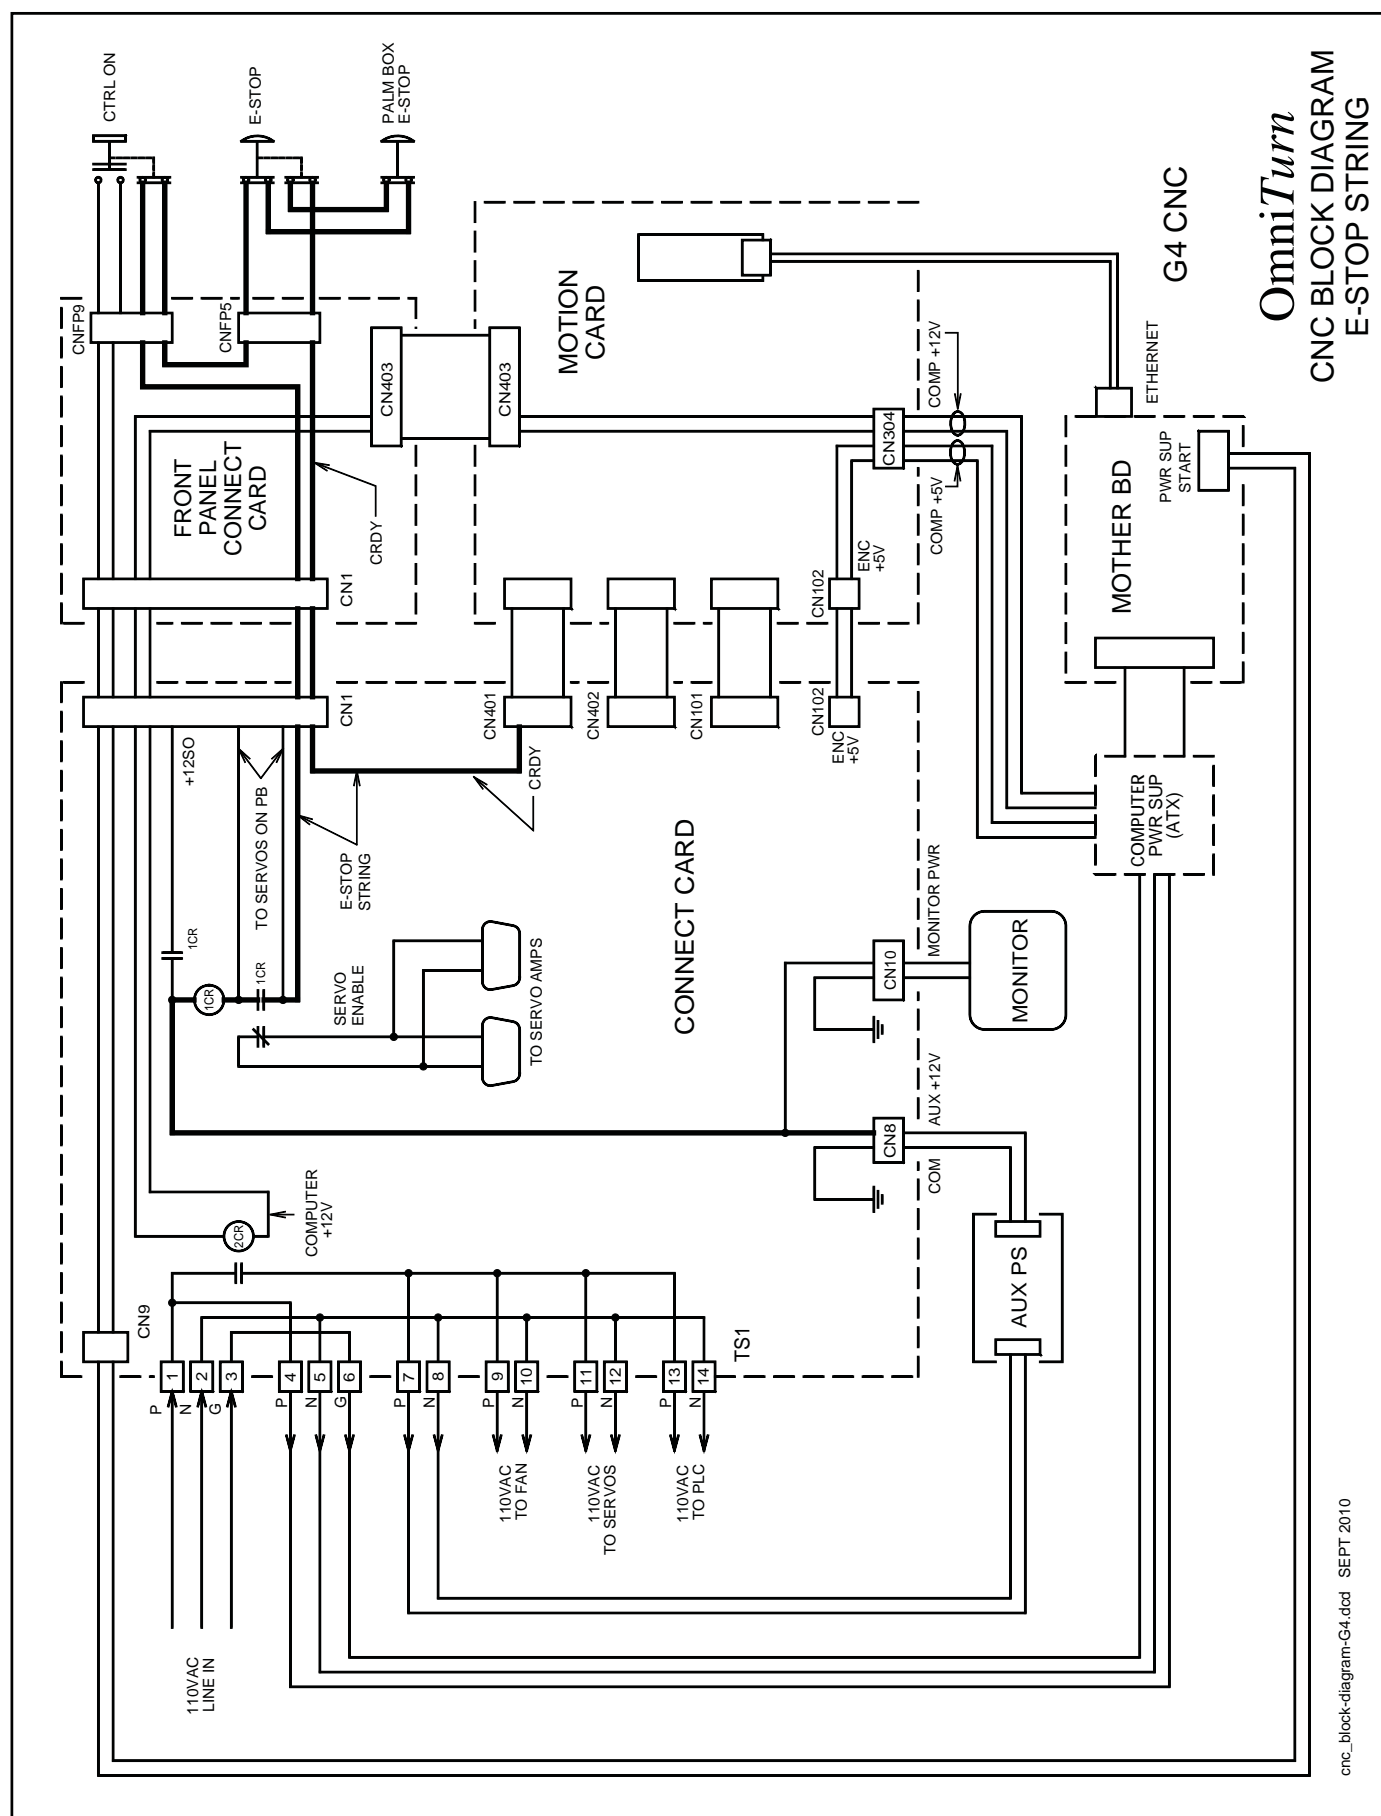 OmniTurn
CNC BLOCK DIAGRAM
E-STOP STRING
G4 CNC
CTRL ON
E-STOP
PALM BOX
E-STOP
CNFP9
CNFP5
FRONT
PANEL
CONNECT
CARD
CRDY
CN403
CN403
MOTION
CARD
CN304
COMP +12V
COMP +5V
ETHERNET
MOTHER BD
PWR SUP
START
CN1
CN1
CN401
CN402
CN101
CN102
CN102
ENC
+5V
ENC
+5V
+12SO
TO SERVOS ON PB
E-STOP
STRING
CRDY
CONNECT CARD
COMPUTER
PWR SUP
(ATX)
1CR
1CR
1CR
SERVO
ENABLE
TO SERVO AMPS
MONITOR PWR
CN10
MONITOR
AUX +12V
CN8
COM
COMPUTER
+12V
2CR
AUX PS
CN9
TS1
1
2
3
4
5
6
7
8
9
10
11
12
13
14
P
N
G
P
N
G
P
N
P
N
P
N
P
N
110VAC
LINE IN
110VAC
TO FAN
110VAC
TO SERVOS
110VAC
TO PLC
cnc_block-diagram-G4.dcd SEPT 2010